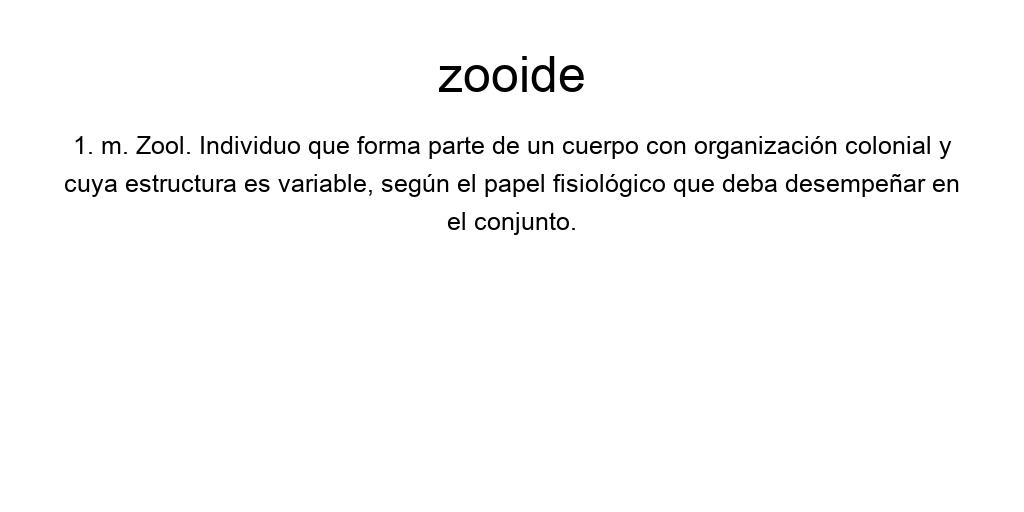 zooide
1. m. Zool. Individuo que forma parte de un cuerpo con organización colonial y
cuya estructura es variable, según el papel fisiológico que deba desempeñar en
el conjunto.